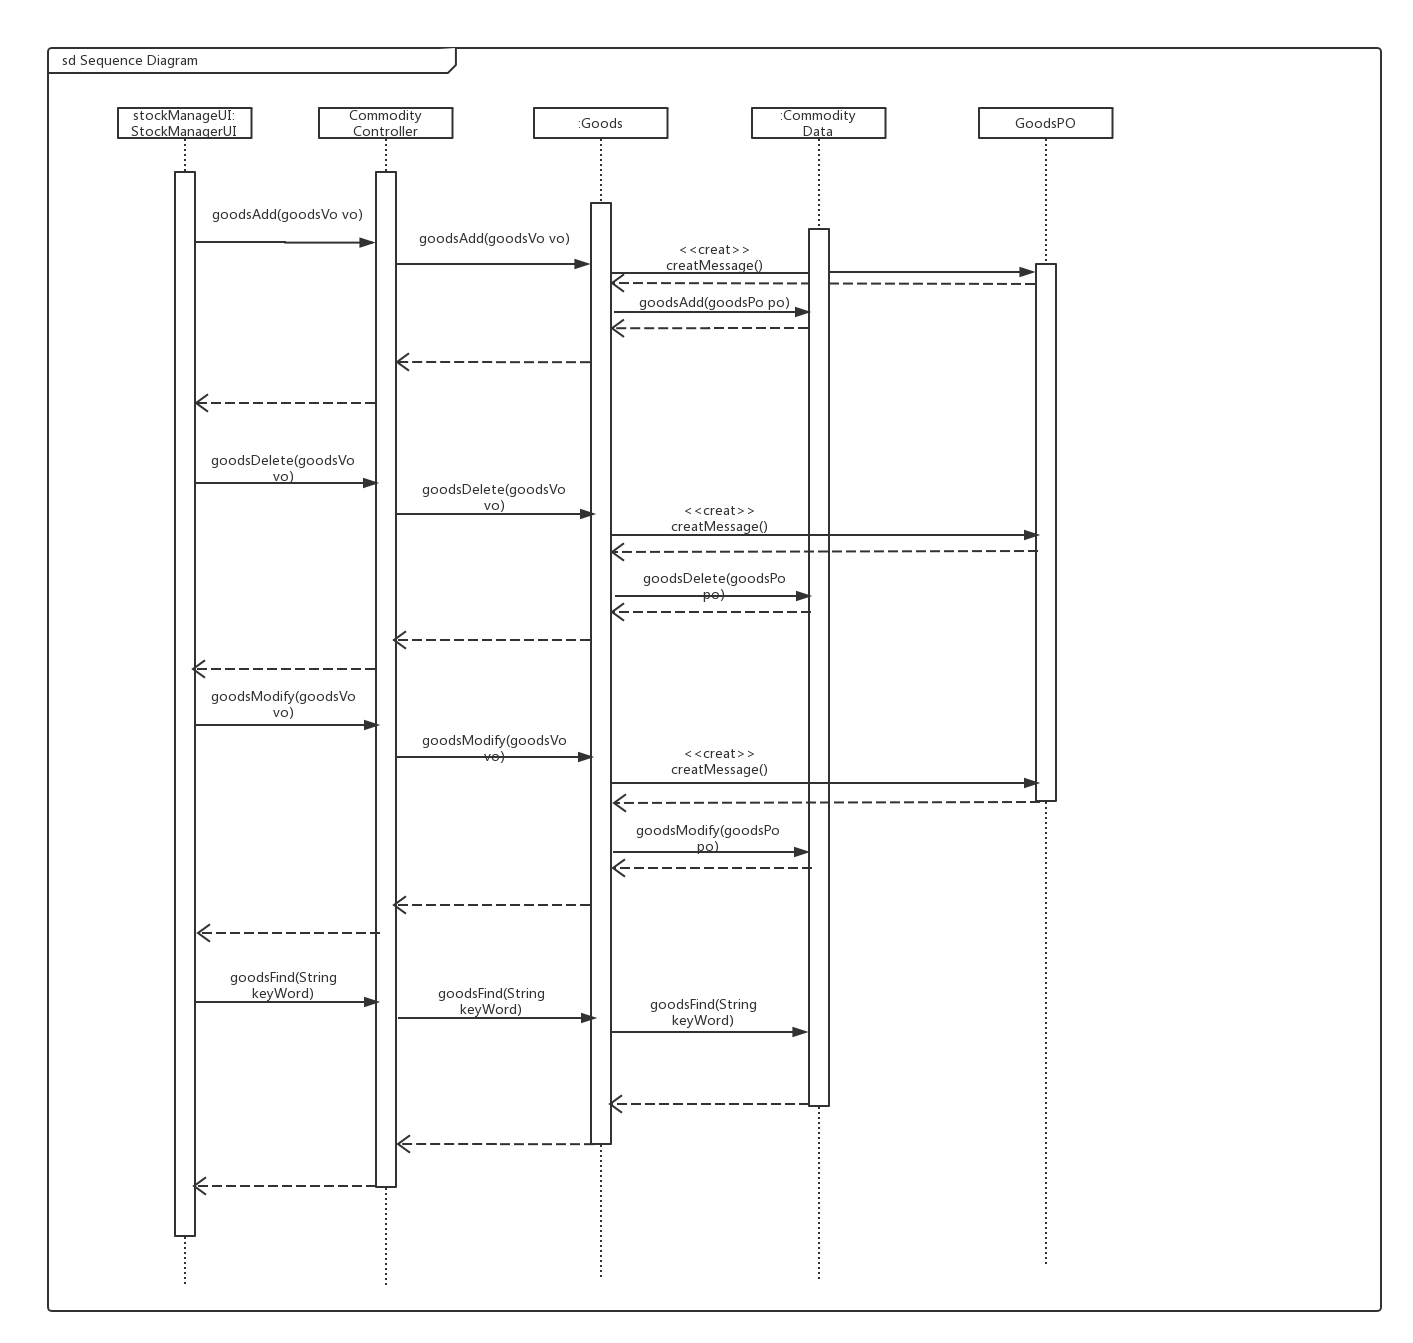 sd Sequence Diagram
stockManageUI:
StockManagerUI
Commodity
Controller
:Goods
:Commodity
Data
GoodsPO
goodsAdd(goodsVo vo)
goodsAdd(goodsVo vo)
<<creat>>
creatMessage()
goodsAdd(goodsPo po)
goodsDelete(goodsVo
vo)
goodsDelete(goodsVo
vo)
<<creat>>
creatMessage()
goodsDelete(goodsPo
po)
goodsModify(goodsVo
vo)
goodsModify(goodsVo
vo)
<<creat>>
creatMessage()
goodsModify(goodsPo
po)
goodsFind(String
keyWord)
goodsFind(String
keyWord)
goodsFind(String
keyWord)